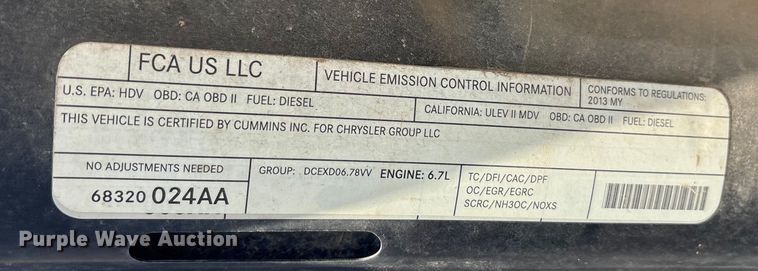 FCA US LLC
VEHICLE EMISSION CONTROL INFORMATION
CONFORMS TO REGULATIONS:
2013 MY
U.S. EPA: HDV OBD: CA OBD II FUEL: DIESEL
CALIFORNIA: ULEV II MDV OBD: CA OBD II FUEL: DIESEL
THIS VEHICLE IS CERTIFIED BY CUMMINS INC. FOR CHRYSLER GROUP LLC
NO ADJUSTMENTS NEEDED
68320 024AA
GROUP: DCEXD06.78VV ENGINE: 6.7L
TC/DFI/CAC/DPF
OC/EGR/EGRC
SCRC/NH3OC/NOXS
Purple Wave Auction